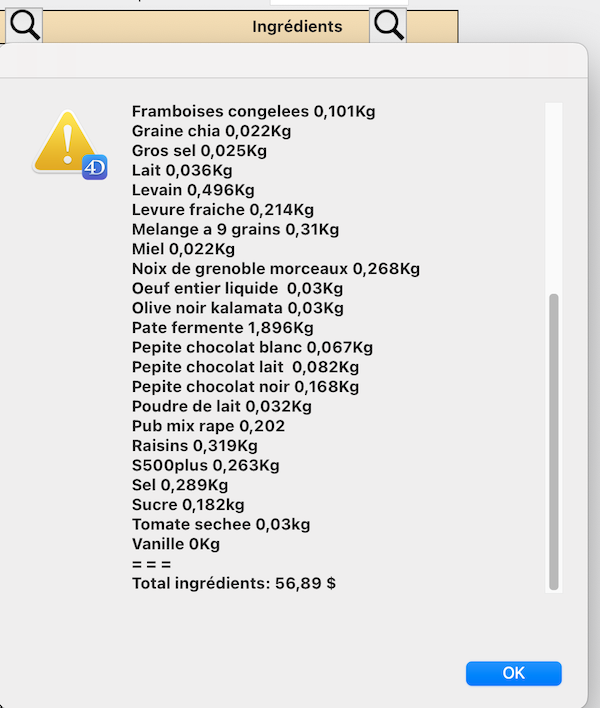 Ingrédients
Framboises congelees 0,101Kg
Graine chia 0,022Kg
Gros sel 0,025Kg
Lait 0,036Kg
Levain 0,496Kg
Levure fraiche 0,214Kg
Melange a 9 grains 0,31Kg
Miel 0,022Kg
Noix de grenoble morceaux 0,268Kg
Oeuf entier liquide  0,03Kg
Olive noir kalamata 0,03Kg
Pate fermente 1,896Kg
Pepite chocolat blanc 0,067Kg
Pepite chocolat lait  0,082Kg
Pepite chocolat noir 0,168Kg
Poudre de lait 0,032Kg
Pub mix rape 0,202
Raisins 0,319Kg
S500plus 0,263Kg
Sel 0,289Kg
Sucre 0,182kg
Tomate sechee 0,03kg
Vanille 0Kg
= = =
Total ingrédients: 56,89 $
4D
OK